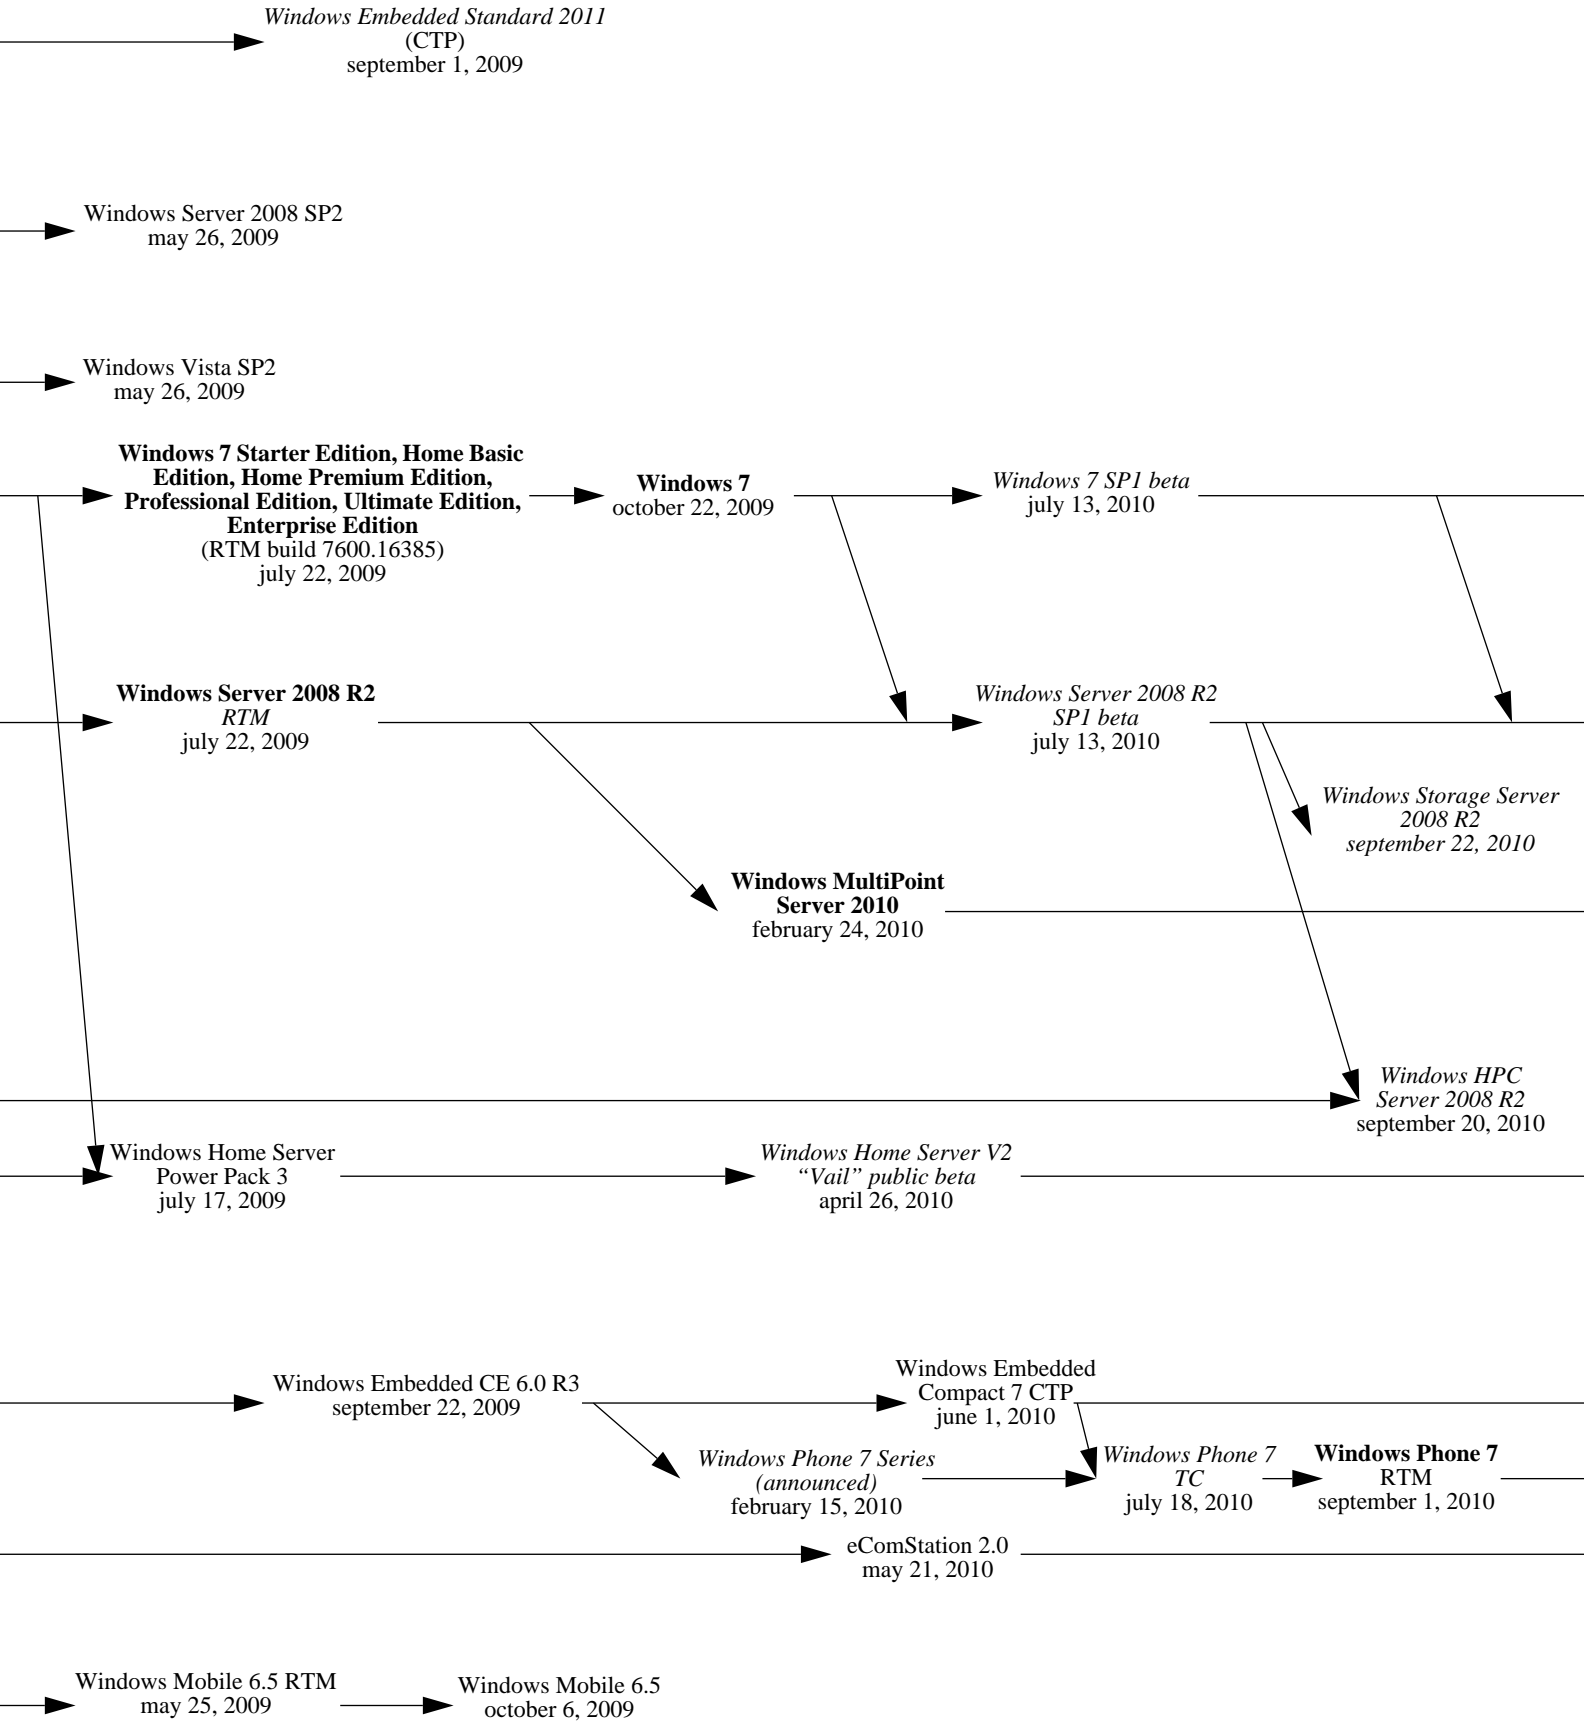 Windows Embedded Standard 2011
(CTP)
september 1, 2009
Windows Server 2008 SP2
may 26, 2009
Windows Vista SP2
may 26, 2009
Windows 7 Starter Edition, Home Basic
Edition, Home Premium Edition,
Professional Edition, Ultimate Edition,
Enterprise Edition
(RTM build 7600.16385)
july 22, 2009
Windows 7
october 22, 2009
Windows 7 SP1 beta
july 13, 2010
Windows Server 2008 R2
RTM
july 22, 2009
Windows Server 2008 R2
SP1 beta
july 13, 2010
Windows Storage Server
2008 R2
september 22, 2010
Windows MultiPoint
Server 2010
february 24, 2010
Windows HPC
Server 2008 R2
september 20, 2010
Windows Home Server
Power Pack 3
july 17, 2009
Windows Home Server V2
“Vail” public beta
april 26, 2010
Windows Embedded CE 6.0 R3
september 22, 2009
Windows Embedded
Compact 7 CTP
june 1, 2010
Windows Phone 7 Series
(announced)
february 15, 2010
Windows Phone 7
TC
july 18, 2010
Windows Phone 7
RTM
september 1, 2010
eComStation 2.0
may 21, 2010
Windows Mobile 6.5 RTM
may 25, 2009
Windows Mobile 6.5
october 6, 2009